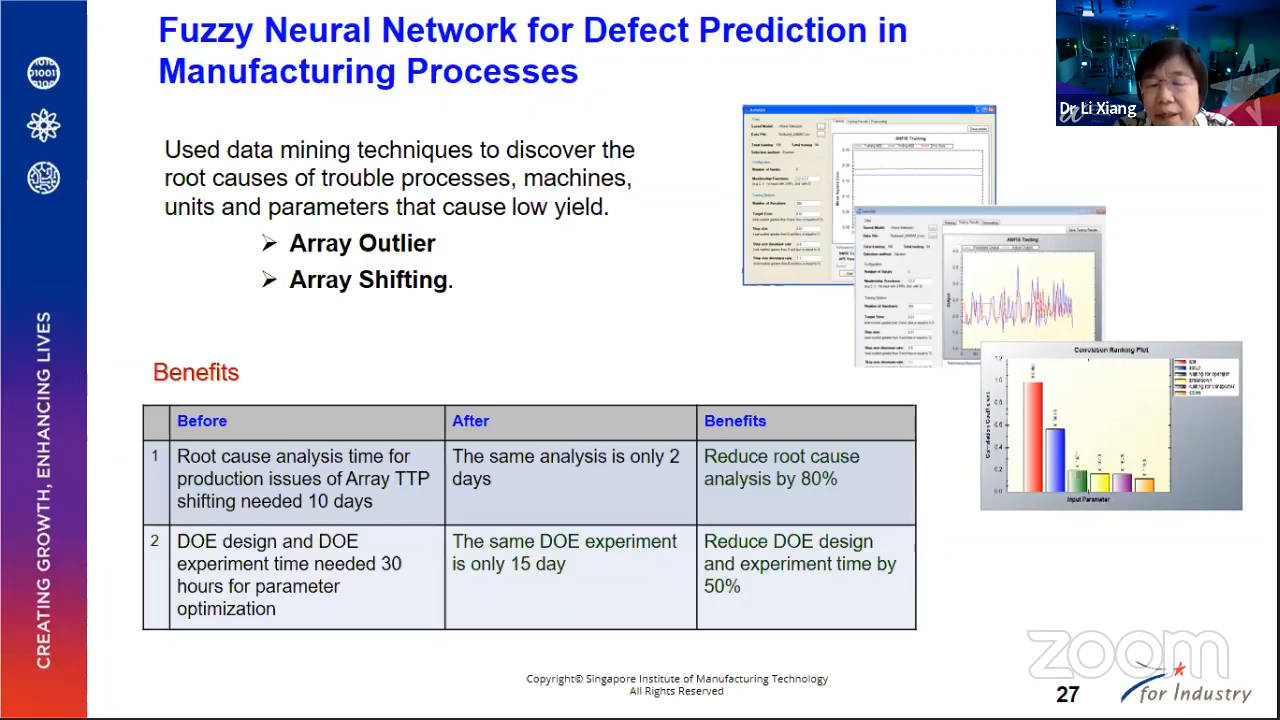 Fuzzy Neural Network for Defect Prediction in
Manufacturing Processes
Dr Li Xiang
Used data mining techniques to discover the
root causes of trouble processes, machines,
units and parameters that cause low yield.
➢ Array Outlier
➢ Array Shifting.
ANFIS Training
ANFIS Testing
Correlation Ranking Plot
Correlation Coefficient
Input Parameter
Benefits
Before
After
Benefits
1
Root cause analysis time for
production issues of Array TTP
shifting needed 10 days
The same analysis is only 2
days
Reduce root cause
analysis by 80%
2
DOE design and DOE
experiment time needed 30
hours for parameter
optimization
The same DOE experiment
is only 15 day
Reduce DOE design
and experiment time by
50%
CREATING GROWTH, ENHANCING LIVES
Copyright© Singapore Institute of Manufacturing Technology
All Rights Reserved
zoom
27
for Industry